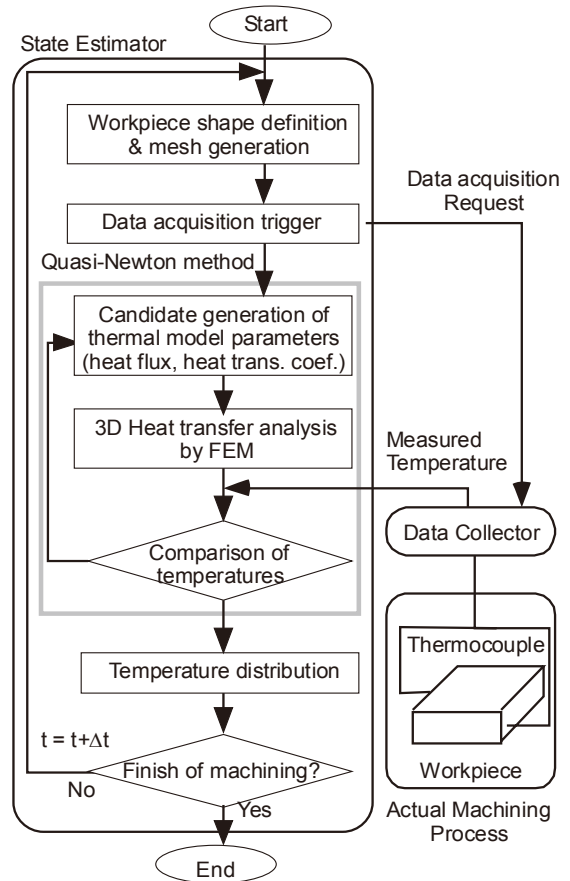 Start
State Estimator
Workpiece shape definition
& mesh generation
Data acquisition
Request
Data acquisition trigger
Quasi-Newton method
Candidate generation of
thermal model parameters
(heat flux, heat trans. coef.)
3D Heat transfer analysis
by FEM
Measured
Temperature
Data Collector
Comparison of
temperatures
Thermocouple
Temperature distribution
t = t+Δt
Finish of machining?
Workpiece
No
Yes
Actual Machining
Process
End